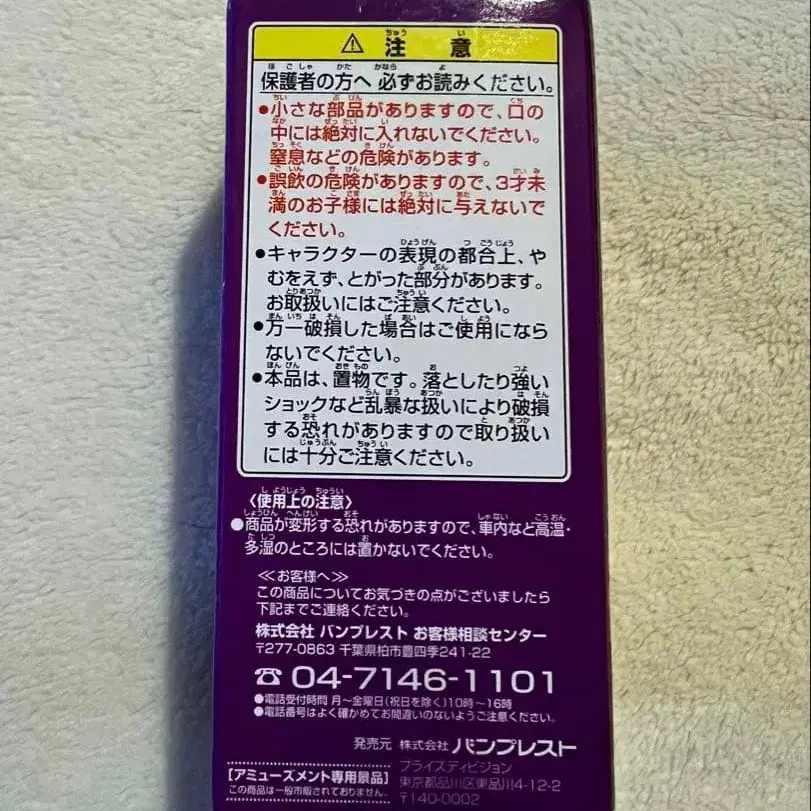 ⚠ 注意
保護者の方へ 必ずお読みください。
●小さな部品がありますので、口の
中には絶対に入れないでください。
窒息などの危険があります。
●誤飲の危険がありますので、3才未
満のお子様には絶対に与えないで
ください。
●キャラクターの表現の都合上、や
むをえず、とがった部分があります。
お取扱いにはご注意ください。
●万一破損した場合はご使用になら
ないでください。
●本品は、置物です。落としたり強い
ショックなど乱暴な扱いにより破損
する恐れがありますので取り扱い
には十分ご注意ください。
〈使用上の注意〉
●商品が変形する恐れがありますので、車内など高温・
多湿のところには置かないでください。
≪お客様へ≫
この商品についてお気づきの点がございましたら
下記までご連絡ください。
株式会社 バンプレスト お客様相談センター
〒277-0863 千葉県柏市豊四季241-22
☎ 04-7146-1101
●電話受付時間 月〜金曜日(祝日を除く)10時〜16時
●電話番号はよく確かめてお間違いのないようご注意ください。
発売元 株式会社 バンプレスト
プライズディビジョン
東京都品川区東品川4-12-2
〒140-0002
[アミューズメント専用景品]
この商品は一般市販されておりません。